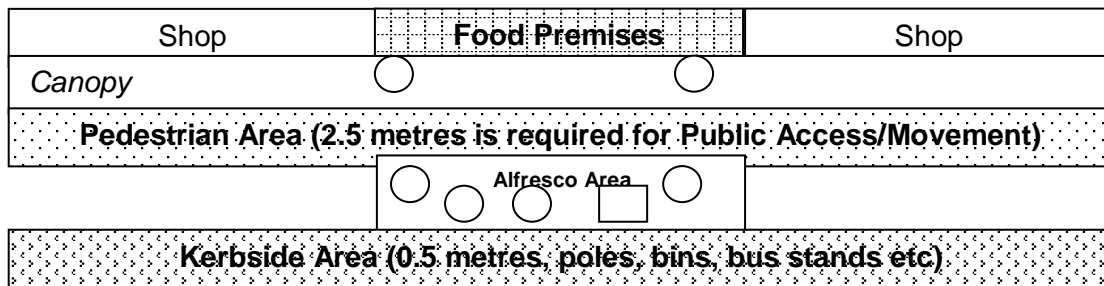 Shop Food Premises Shop
Canopy
Pedestrian Area (2.5 metres is required for Public Access/Movement)
Alfresco Area
Kerbside Area (0.5 metres, poles, bins, bus stands etc)